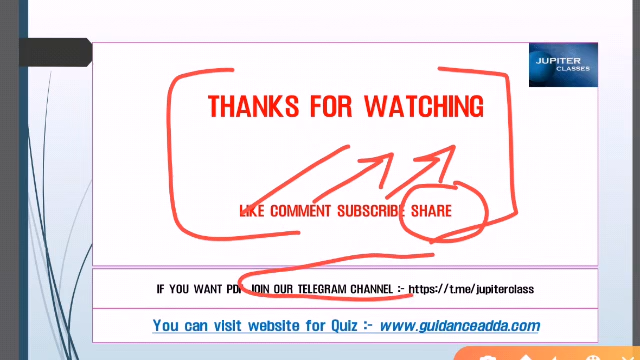 JUPITER
CLASSES
THANKS FOR WATCHING
LIKE COMMENT SUBSCRIBE SHARE
IF YOU WANT PDF JOIN OUR TELEGRAM CHANNEL :- https://t.me/jupiterclass
You can visit website for Quiz :- www.guidanceadda.com